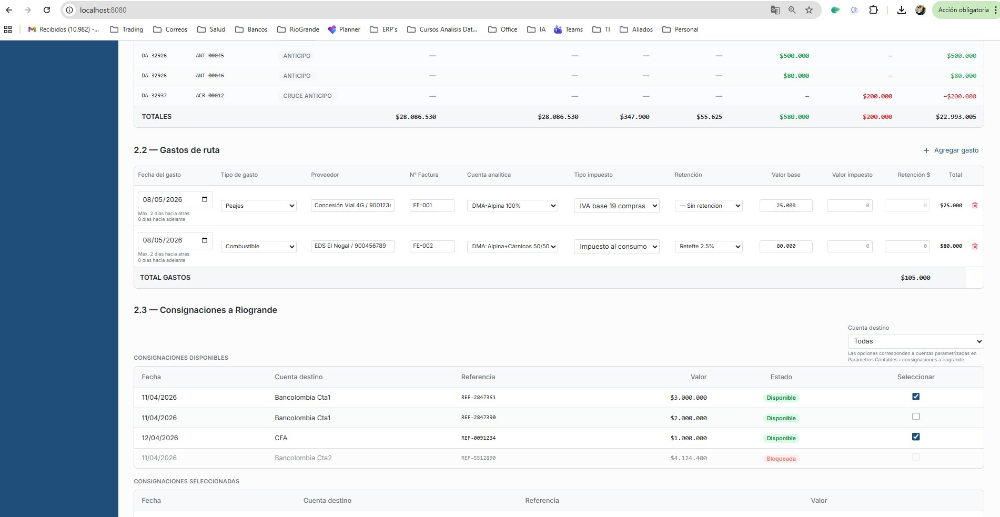 localhost:8080
Acción obligatoria
Recibidos (10.982) -... Trading Correos Salud Bancos RioGrande Planner ERP´s Cursos Analisis Dat... Office IA Teams TI Aliados Personal
DA-32926 ANT-00045 ANTICIPO — — — — $500.000 – $500.000
DA-32926 ANT-00046 ANTICIPO — — — — $80.000 – $80.000
DA-32937 ACR-00012 CRUCE ANTICIPO — — — — – $200.000 -$200.000
TOTALES $28.086.530 $28.086.530 $347.900 $55.625 $580.000 $200.000 $22.993.005
2.2 — Gastos de ruta
+ Agregar gasto
Fecha del gasto Tipo de gasto Proveedor N° Factura Cuenta analítica Tipo impuesto Retención Valor base Valor impuesto Retención $ Total
08/05/2026 Peajes Concesión Vial 4G / 900123 FE-001 DMA-Alpina 100% IVA base 19 compras — Sin retención 25.000 0 0 $25.000
Máx. 2 días hacia atrás
0 días hacia adelante
08/05/2026 Combustible EDS El Nogal / 900456789 FE-002 DMA-Alpina+Cárnicos 50/50 Impuesto al consumo Retefte 2.5% 80.000 0 0 $80.000
Máx. 2 días hacia atrás
0 días hacia adelante
TOTAL GASTOS $105.000
2.3 — Consignaciones a Riogrande
Cuenta destino
Todas
Las opciones corresponden a cuentas parametrizadas en
Parámetros Contables › consignaciones a riogrande
CONSIGNACIONES DISPONIBLES
Fecha Cuenta destino Referencia Valor Estado Seleccionar
11/04/2026 Bancolombia Cta1 REF-2847361 $3.000.000 Disponible
11/04/2026 Bancolombia Cta1 REF-2847390 $2.000.000 Disponible
12/04/2026 CFA REF-0091234 $1.000.000 Disponible
11/04/2026 Bancolombia Cta2 REF-5512890 $4.124.400 Bloqueada
CONSIGNACIONES SELECCIONADAS
Fecha Cuenta destino Referencia Valor